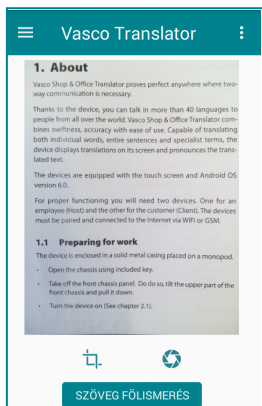 Vasco Translator
1. About
Vasco Shop & Office Translator proves perfect anywhere where two-
way communication is necessary.
Thanks to the device, you can talk in more than 40 languages to
people from all over the world. Vasco Shop & Office Translator com-
bines swiftness, accuracy with ease of use. Capable of translating
both individual words, entire sentences and specialist terms, the
device displays translations on its screen and pronounces the trans-
lated text.
The devices are equipped with the touch screen and Android OS
version 6.0.
For proper functioning you will need two devices. One for an
employee (Host) and the other for the customer (Client). The devices
must be paired and connected to the Internet via WiFi or GSM.
1.1 Preparing for work
The device is enclosed in a solid metal casing placed on a monopod.
• Open the chassis using included key.
• Take off the front chassis panel. Do do so, tilt the upper part of the
front chassis and pull it down.
• Turn the device on (See chapter 2.1).
SZÖVEG FÖLISMERÉS